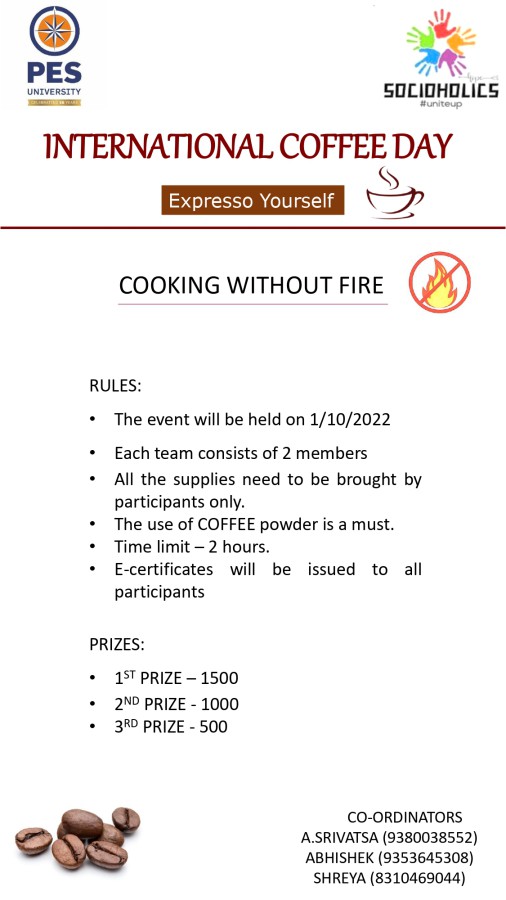 PES
UNIVERSITY
SOCIOHOLICS
#uniteup
INTERNATIONAL COFFEE DAY
Expresso Yourself
COOKING WITHOUT FIRE
RULES:
• The event will be held on 1/10/2022
• Each team consists of 2 members
• All the supplies need to be brought by
participants only.
• The use of COFFEE powder is a must.
• Time limit – 2 hours.
• E-certificates will be issued to all
participants
PRIZES:
• 1ST PRIZE – 1500
• 2ND PRIZE - 1000
• 3RD PRIZE - 500
CO-ORDINATORS
A.SRIVATSA (9380038552)
ABHISHEK (9353645308)
SHREYA (8310469044)